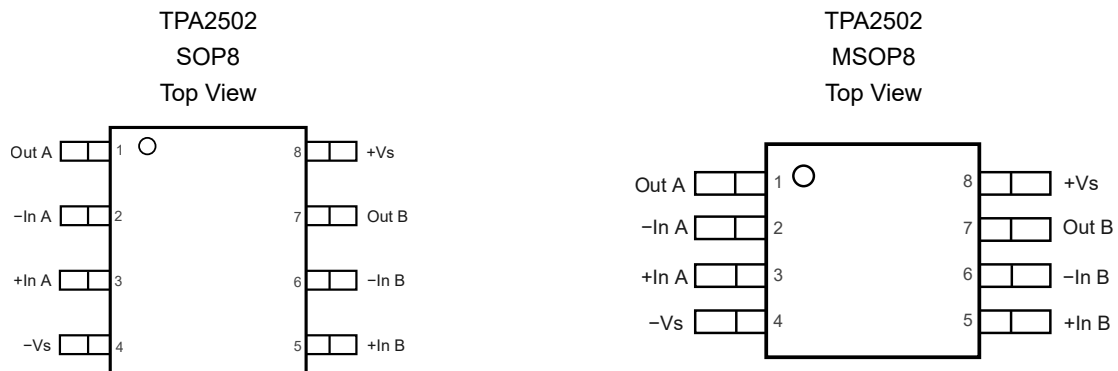 TPA2502
SOP8
Top View
Out A 1 8 +Vs
−In A 2 7 Out B
+In A 3 6 −In B
−Vs 4 5 +In B
TPA2502
MSOP8
Top View
Out A 1 8 +Vs
−In A 2 7 Out B
+In A 3 6 −In B
−Vs 4 5 +In B